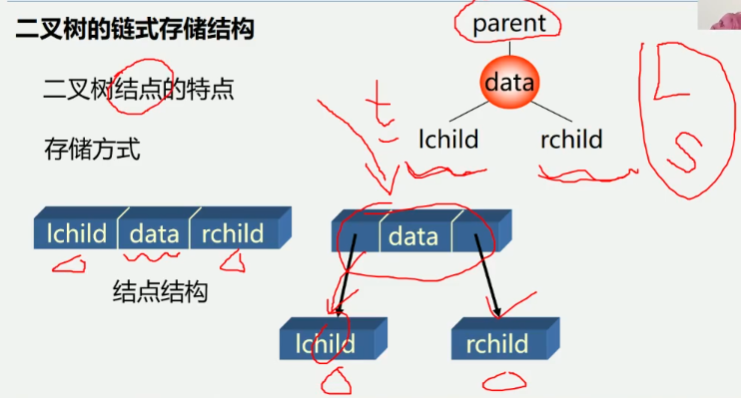 二叉树的链式存储结构
parent
二叉树结点的特点
data
t
L
存储方式
lchild
rchild
S
lchild data rchild
data
结点结构
lchild
rchild